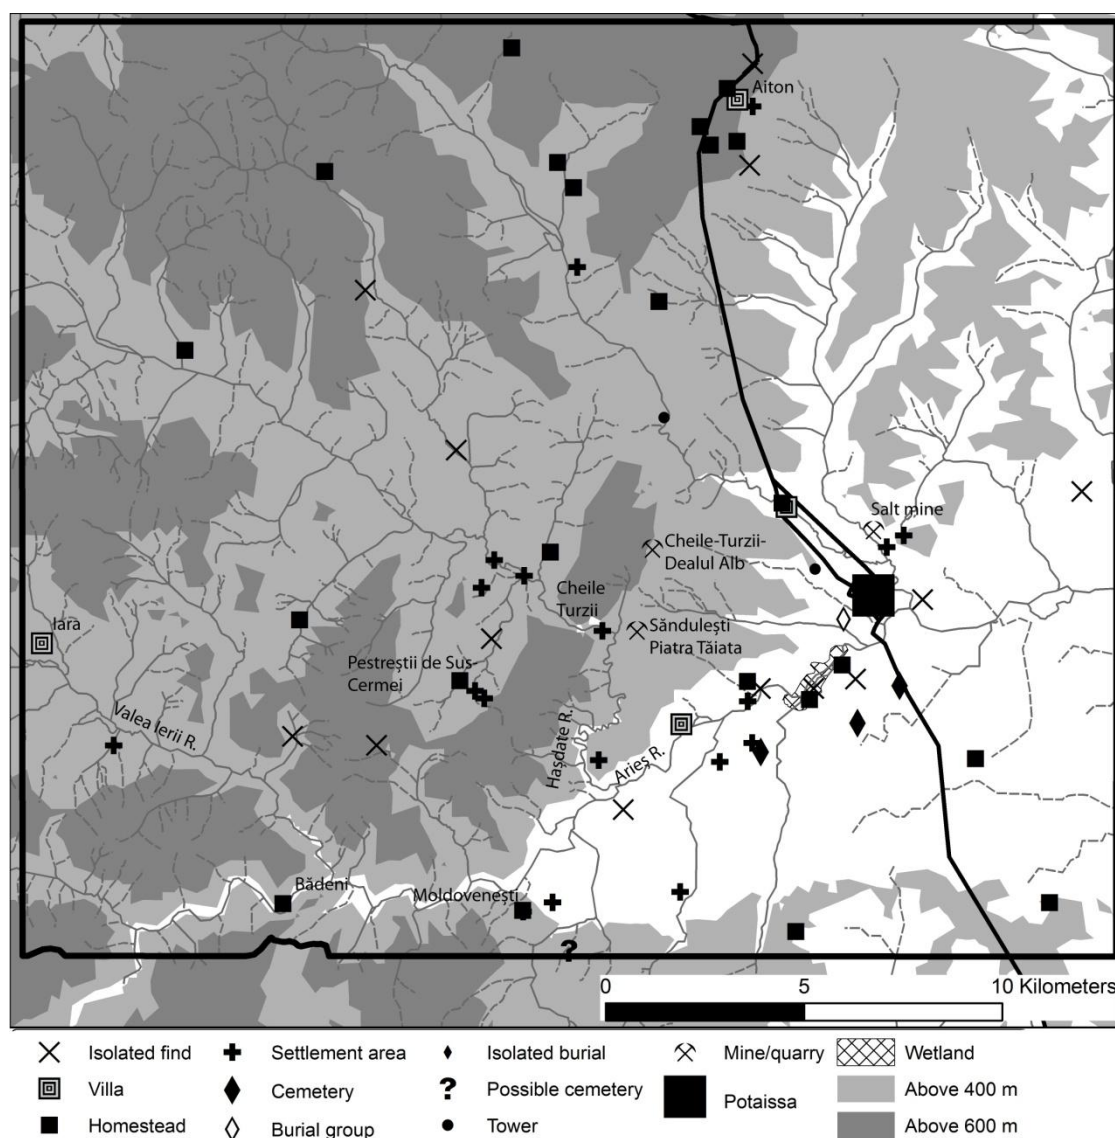 Aiton
Salt mine
Cheile-Turzii-
Dealul Alb
Cheile
Turzii
Săndulești
Piatra Tăiata
Iara
Pestreștii de Sus-
Cermei
Valea Ierii R.
Hașdate R.
Arieș R.
Bădeni
Moldovenești
?
0 5 10 Kilometers
Isolated find
Settlement area
Isolated burial
Mine/quarry
Wetland
Villa
Cemetery
? Possible cemetery
Potaissa
Above 400 m
Homestead
Burial group
Tower
Above 600 m